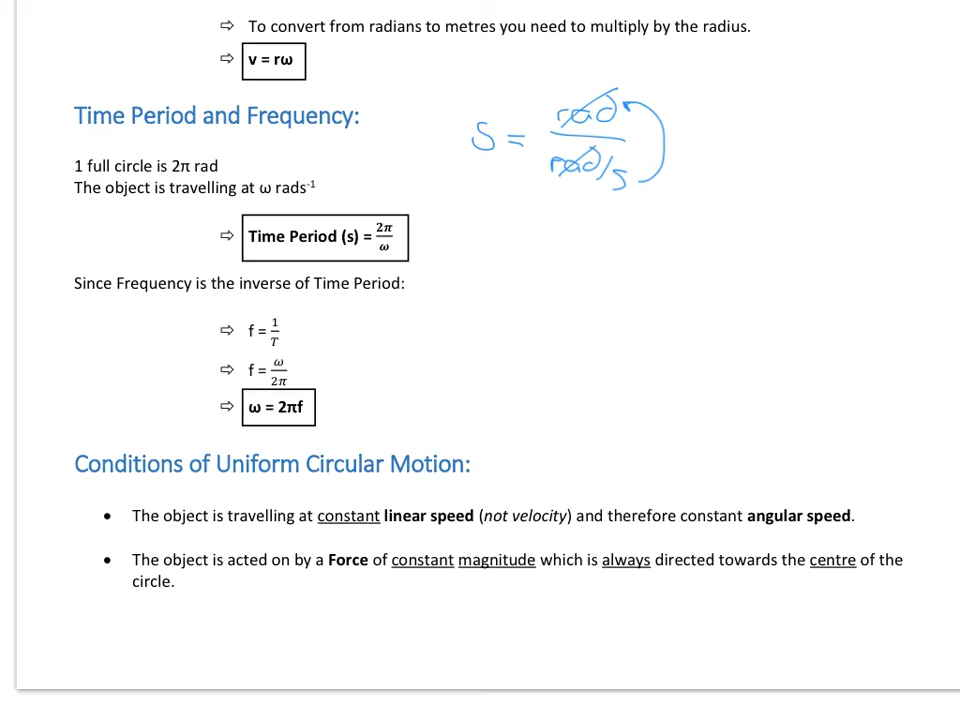 ⇨ To convert from radians to metres you need to multiply by the radius.
⇨ v = rω
Time Period and Frequency:
s = rad / rad/s
1 full circle is 2π rad
The object is travelling at ω rads⁻¹
⇨ Time Period (s) = 2π/ω
Since Frequency is the inverse of Time Period:
⇨ f = 1/T
⇨ f = ω/2π
⇨ ω = 2πf
Conditions of Uniform Circular Motion:
• The object is travelling at constant linear speed (not velocity) and therefore constant angular speed.
• The object is acted on by a Force of constant magnitude which is always directed towards the centre of the
circle.